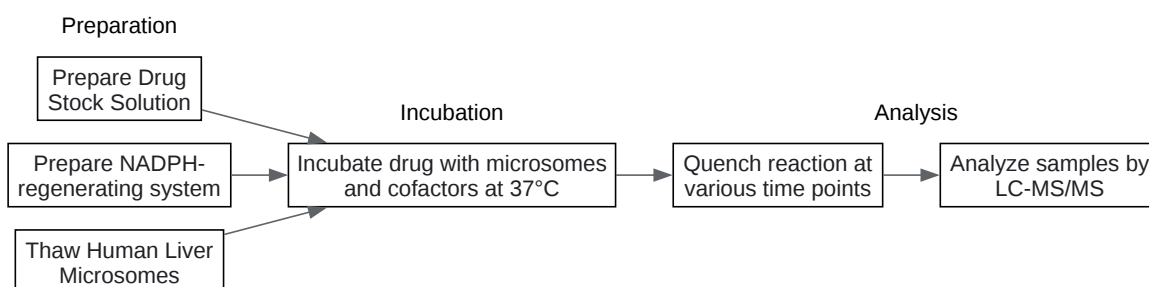 Preparation
Prepare Drug
Stock Solution
Prepare NADPH-
regenerating system
Thaw Human Liver
Microsomes
Incubation
Incubate drug with microsomes
and cofactors at 37°C
Analysis
Quench reaction at
various time points
Analyze samples by
LC-MS/MS